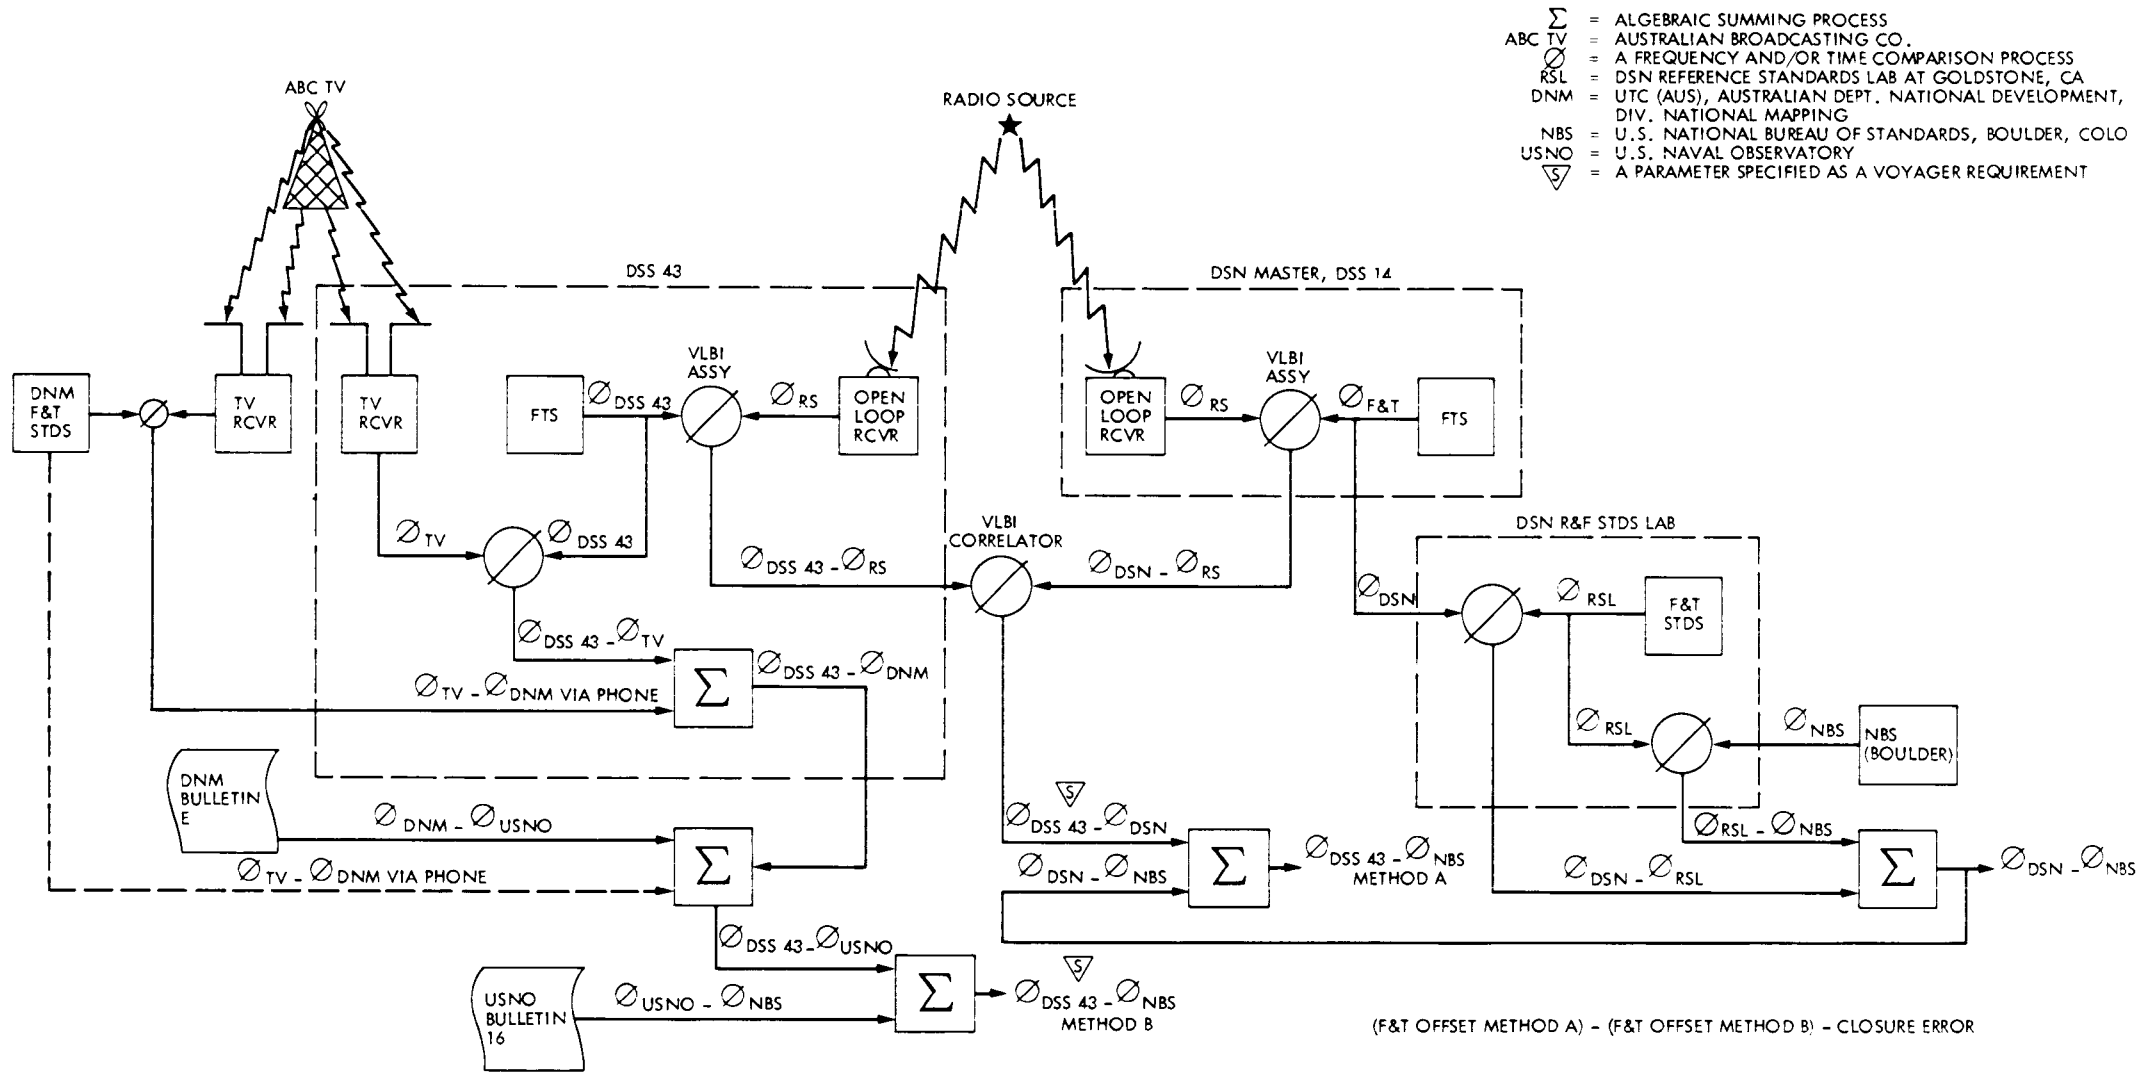 Σ = ALGEBRAIC SUMMING PROCESS
ABC TV = AUSTRALIAN BROADCASTING CO.
∅ = A FREQUENCY AND/OR TIME COMPARISON PROCESS
RSL = DSN REFERENCE STANDARDS LAB AT GOLDSTONE, CA
DNM = UTC (AUS), AUSTRALIAN DEPT. NATIONAL DEVELOPMENT,
DIV. NATIONAL MAPPING
NBS = U.S. NATIONAL BUREAU OF STANDARDS, BOULDER, COLO
USNO = U.S. NAVAL OBSERVATORY
S = A PARAMETER SPECIFIED AS A VOYAGER REQUIREMENT
ABC TV
RADIO SOURCE
DSS 43
DSN MASTER, DSS 14
DNM
F&T
STDS
∅
TV
RCVR
TV
RCVR
FTS
∅DSS 43
VLBI
ASSY
∅RS
OPEN
LOOP
RCVR
OPEN
LOOP
RCVR
∅RS
VLBI
ASSY
∅F&T
FTS
∅TV
∅DSS 43
VLBI
CORRELATOR
∅DSS 43 - ∅RS
∅DSN - ∅RS
DSN R&F STDS LAB
∅DSN
∅RSL
F&T
STDS
∅DSS 43 - ∅TV
Σ
∅DSS 43 - ∅DNM
∅TV - ∅DNM VIA PHONE
∅RSL
∅NBS
NBS
(BOULDER)
DNM
BULLETIN
E
∅DNM - ∅USNO
Σ
∅TV - ∅DNM VIA PHONE
S
∅DSS 43 - ∅DSN
∅DSN - ∅NBS
Σ
∅DSS 43 - ∅NBS
METHOD A
∅RSL - ∅NBS
∅DSN - ∅RSL
Σ
∅DSN - ∅NBS
∅DSS 43 - ∅USNO
USNO
BULLETIN
16
∅USNO - ∅NBS
Σ
S
∅DSS 43 - ∅NBS
METHOD B
(F&T OFFSET METHOD A) - (F&T OFFSET METHOD B) - CLOSURE ERROR